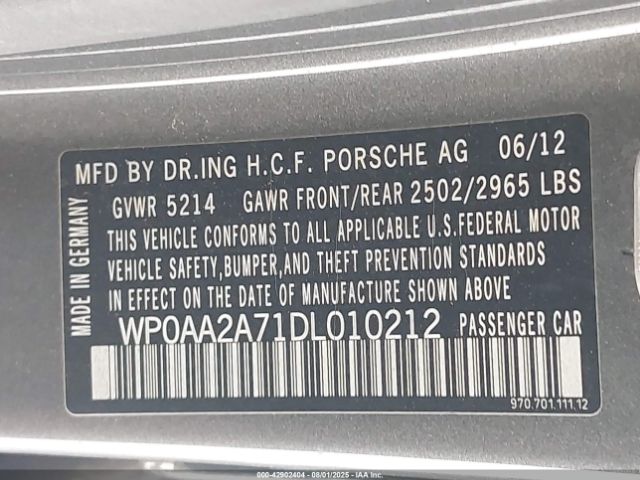 MFD BY DR.ING H.C.F. PORSCHE AG 06/12
GVWR 5214 GAWR FRONT/REAR 2502/2965 LBS
THIS VEHICLE CONFORMS TO ALL APPLICABLE U.S.FEDERAL MOTOR
VEHICLE SAFETY,BUMPER,AND THEFT PREVENTION STANDARDS
IN EFFECT ON THE DATE OF MANUFACTURE SHOWN ABOVE
WP0AA2A71DL010212 PASSENGER CAR
MADE IN GERMANY
970.701.111.12
000-42902404 - 08/01/2025 - IAAI.COM